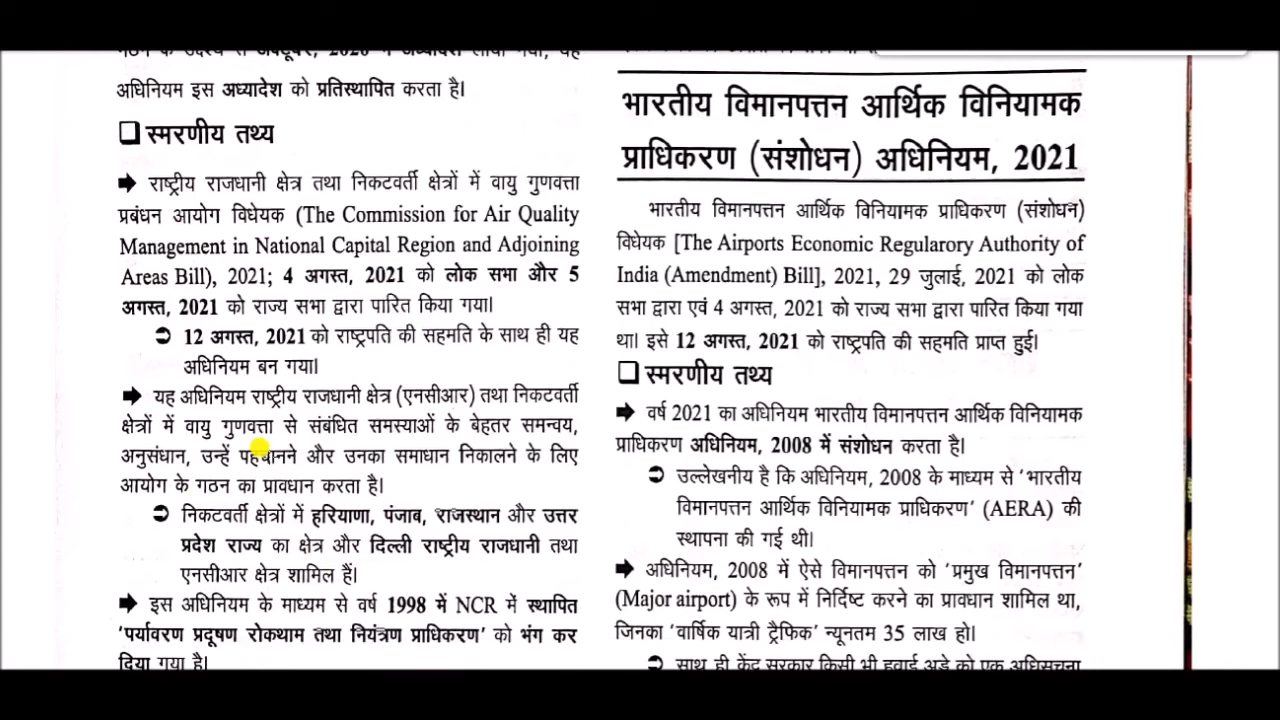 अधिनियम इस अध्यादेश को प्रतिस्थापित करता है।
स्मरणीय तथ्य
राष्ट्रीय राजधानी क्षेत्र तथा निकटवर्ती क्षेत्रों में वायु गुणवत्ता
प्रबंधन आयोग विधेयक (The Commission for Air Quality
Management in National Capital Region and Adjoining
Areas Bill), 2021; 4 अगस्त, 2021 को लोक सभा और 5
अगस्त, 2021 को राज्य सभा द्वारा पारित किया गया।
12 अगस्त, 2021 को राष्ट्रपति की सहमति के साथ ही यह
अधिनियम बन गया।
यह अधिनियम राष्ट्रीय राजधानी क्षेत्र (एनसीआर) तथा निकटवर्ती
क्षेत्रों में वायु गुणवत्ता से संबंधित समस्याओं के बेहतर समन्वय,
अनुसंधान, उन्हें पहचानने और उनका समाधान निकालने के लिए
आयोग के गठन का प्रावधान करता है।
निकटवर्ती क्षेत्रों में हरियाणा, पंजाब, राजस्थान और उत्तर
प्रदेश राज्य का क्षेत्र और दिल्ली राष्ट्रीय राजधानी तथा
एनसीआर क्षेत्र शामिल हैं।
इस अधिनियम के माध्यम से वर्ष 1998 में NCR में स्थापित
'पर्यावरण प्रदूषण रोकथाम तथा नियंत्रण प्राधिकरण' को भंग कर
दिया गया है।
भारतीय विमानपत्तन आर्थिक विनियामक
प्राधिकरण (संशोधन) अधिनियम, 2021
भारतीय विमानपत्तन आर्थिक विनियामक प्राधिकरण (संशोधन)
विधेयक [The Airports Economic Regularory Authority of
India (Amendment) Bill], 2021, 29 जुलाई, 2021 को लोक
सभा द्वारा एवं 4 अगस्त, 2021 को राज्य सभा द्वारा पारित किया गया
था। इसे 12 अगस्त, 2021 को राष्ट्रपति की सहमति प्राप्त हुई।
स्मरणीय तथ्य
वर्ष 2021 का अधिनियम भारतीय विमानपत्तन आर्थिक विनियामक
प्राधिकरण अधिनियम, 2008 में संशोधन करता है।
उल्लेखनीय है कि अधिनियम, 2008 के माध्यम से 'भारतीय
विमानपत्तन आर्थिक विनियामक प्राधिकरण' (AERA) की
स्थापना की गई थी।
अधिनियम, 2008 में ऐसे विमानपत्तन को 'प्रमुख विमानपत्तन'
(Major airport) के रूप में निर्दिष्ट करने का प्रावधान शामिल था,
जिनका 'वार्षिक यात्री ट्रैफिक' न्यूनतम 35 लाख हो।
साथ ही केंद्र सरकार किसी भी हवाई अड्डे को एक अधिसूचना